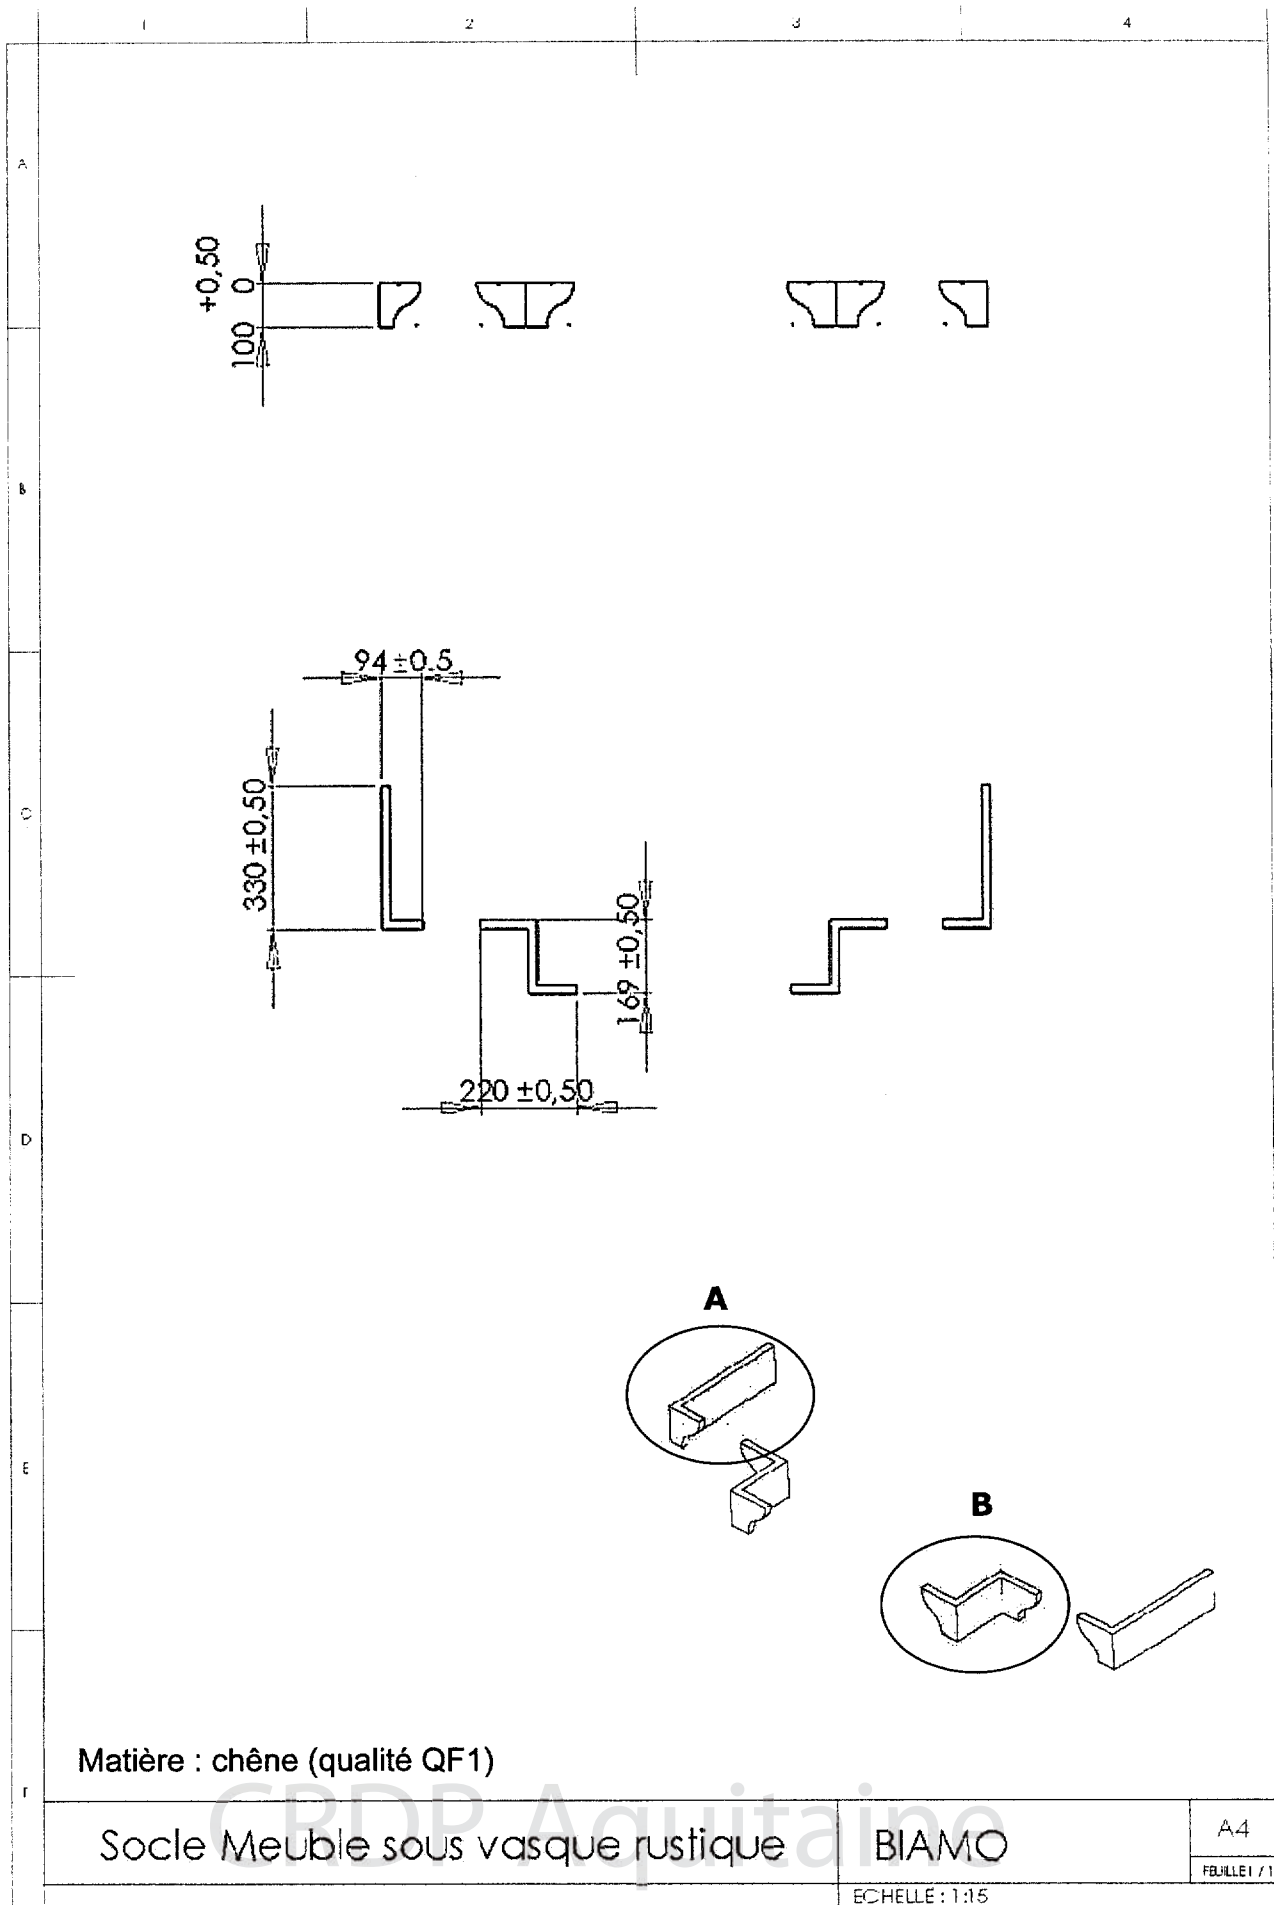 1 2 3 4
A
+0,50
100 0
B
94 ±0.5
C
330 ±0,50
169 ±0,50
220 ±0,50
D
A
E
B
Matière : chêne (qualité QF1)
F
CRDP Aquitaine
Socle Meuble sous vasque rustique
BIAMO
A4
FEUILLE 1 / 1
ECHELLE : 1:15